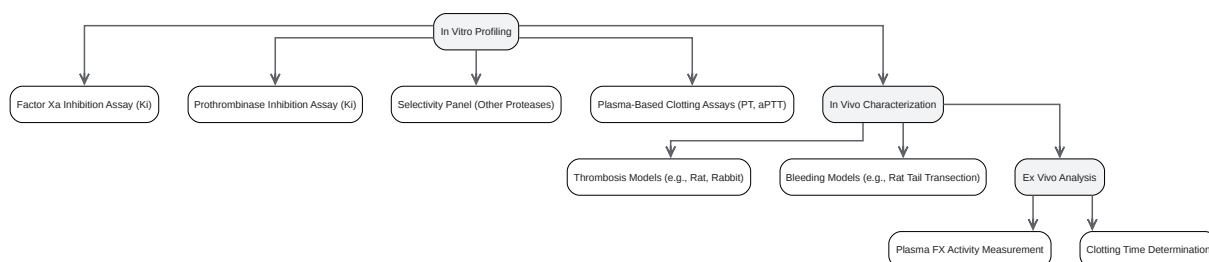 In Vitro Profiling
Factor Xa Inhibition Assay (Ki)
Prothrombinase Inhibition Assay (Ki)
Selectivity Panel (Other Proteases)
Plasma-Based Clotting Assays (PT, aPTT)
In Vivo Characterization
Thrombosis Models (e.g., Rat, Rabbit)
Bleeding Models (e.g., Rat Tail Transection)
Ex Vivo Analysis
Plasma FX Activity Measurement
Clotting Time Determination